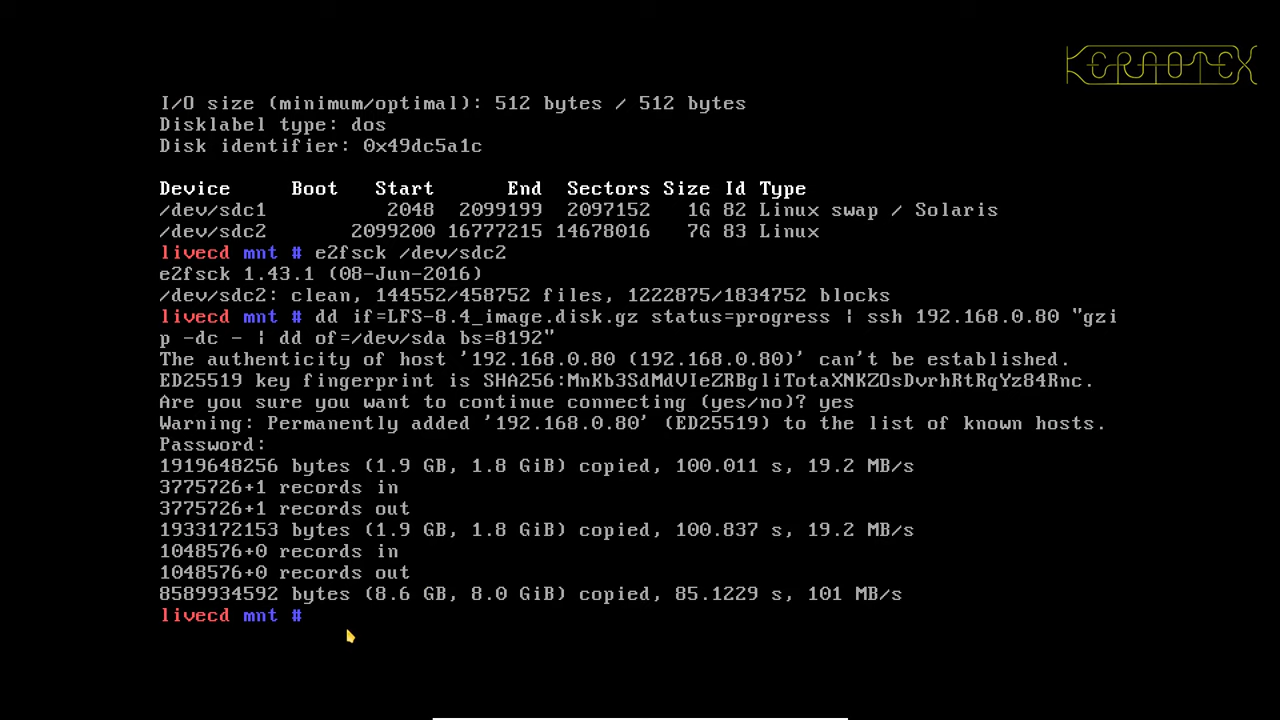 KERNOTEX
I/O size (minimum/optimal): 512 bytes / 512 bytes
Disklabel type: dos
Disk identifier: 0x49dc5a1c
Device Boot Start End Sectors Size Id Type
/dev/sdc1 2048 2099199 2097152 1G 82 Linux swap / Solaris
/dev/sdc2 2099200 16777215 14678016 7G 83 Linux
livecd mnt # e2fsck /dev/sdc2
e2fsck 1.43.1 (08-Jun-2016)
/dev/sdc2: clean, 144552/458752 files, 1222875/1834752 blocks
livecd mnt # dd if=LFS-8.4_image.disk.gz status=progress | ssh 192.168.0.80 "gzi
p -dc - | dd of=/dev/sda bs=8192"
The authenticity of host '192.168.0.80 (192.168.0.80)' can't be established.
ED25519 key fingerprint is SHA256:MnKb3SdMdVIeZRBgliTotaXNKZOsDvrhRtRqYz84Rnc.
Are you sure you want to continue connecting (yes/no)? yes
Warning: Permanently added '192.168.0.80' (ED25519) to the list of known hosts.
Password:
1919648256 bytes (1.9 GB, 1.8 GiB) copied, 100.011 s, 19.2 MB/s
3775726+1 records in
3775726+1 records out
1933172153 bytes (1.9 GB, 1.8 GiB) copied, 100.837 s, 19.2 MB/s
1048576+0 records in
1048576+0 records out
8589934592 bytes (8.6 GB, 8.0 GiB) copied, 85.1229 s, 101 MB/s
livecd mnt #